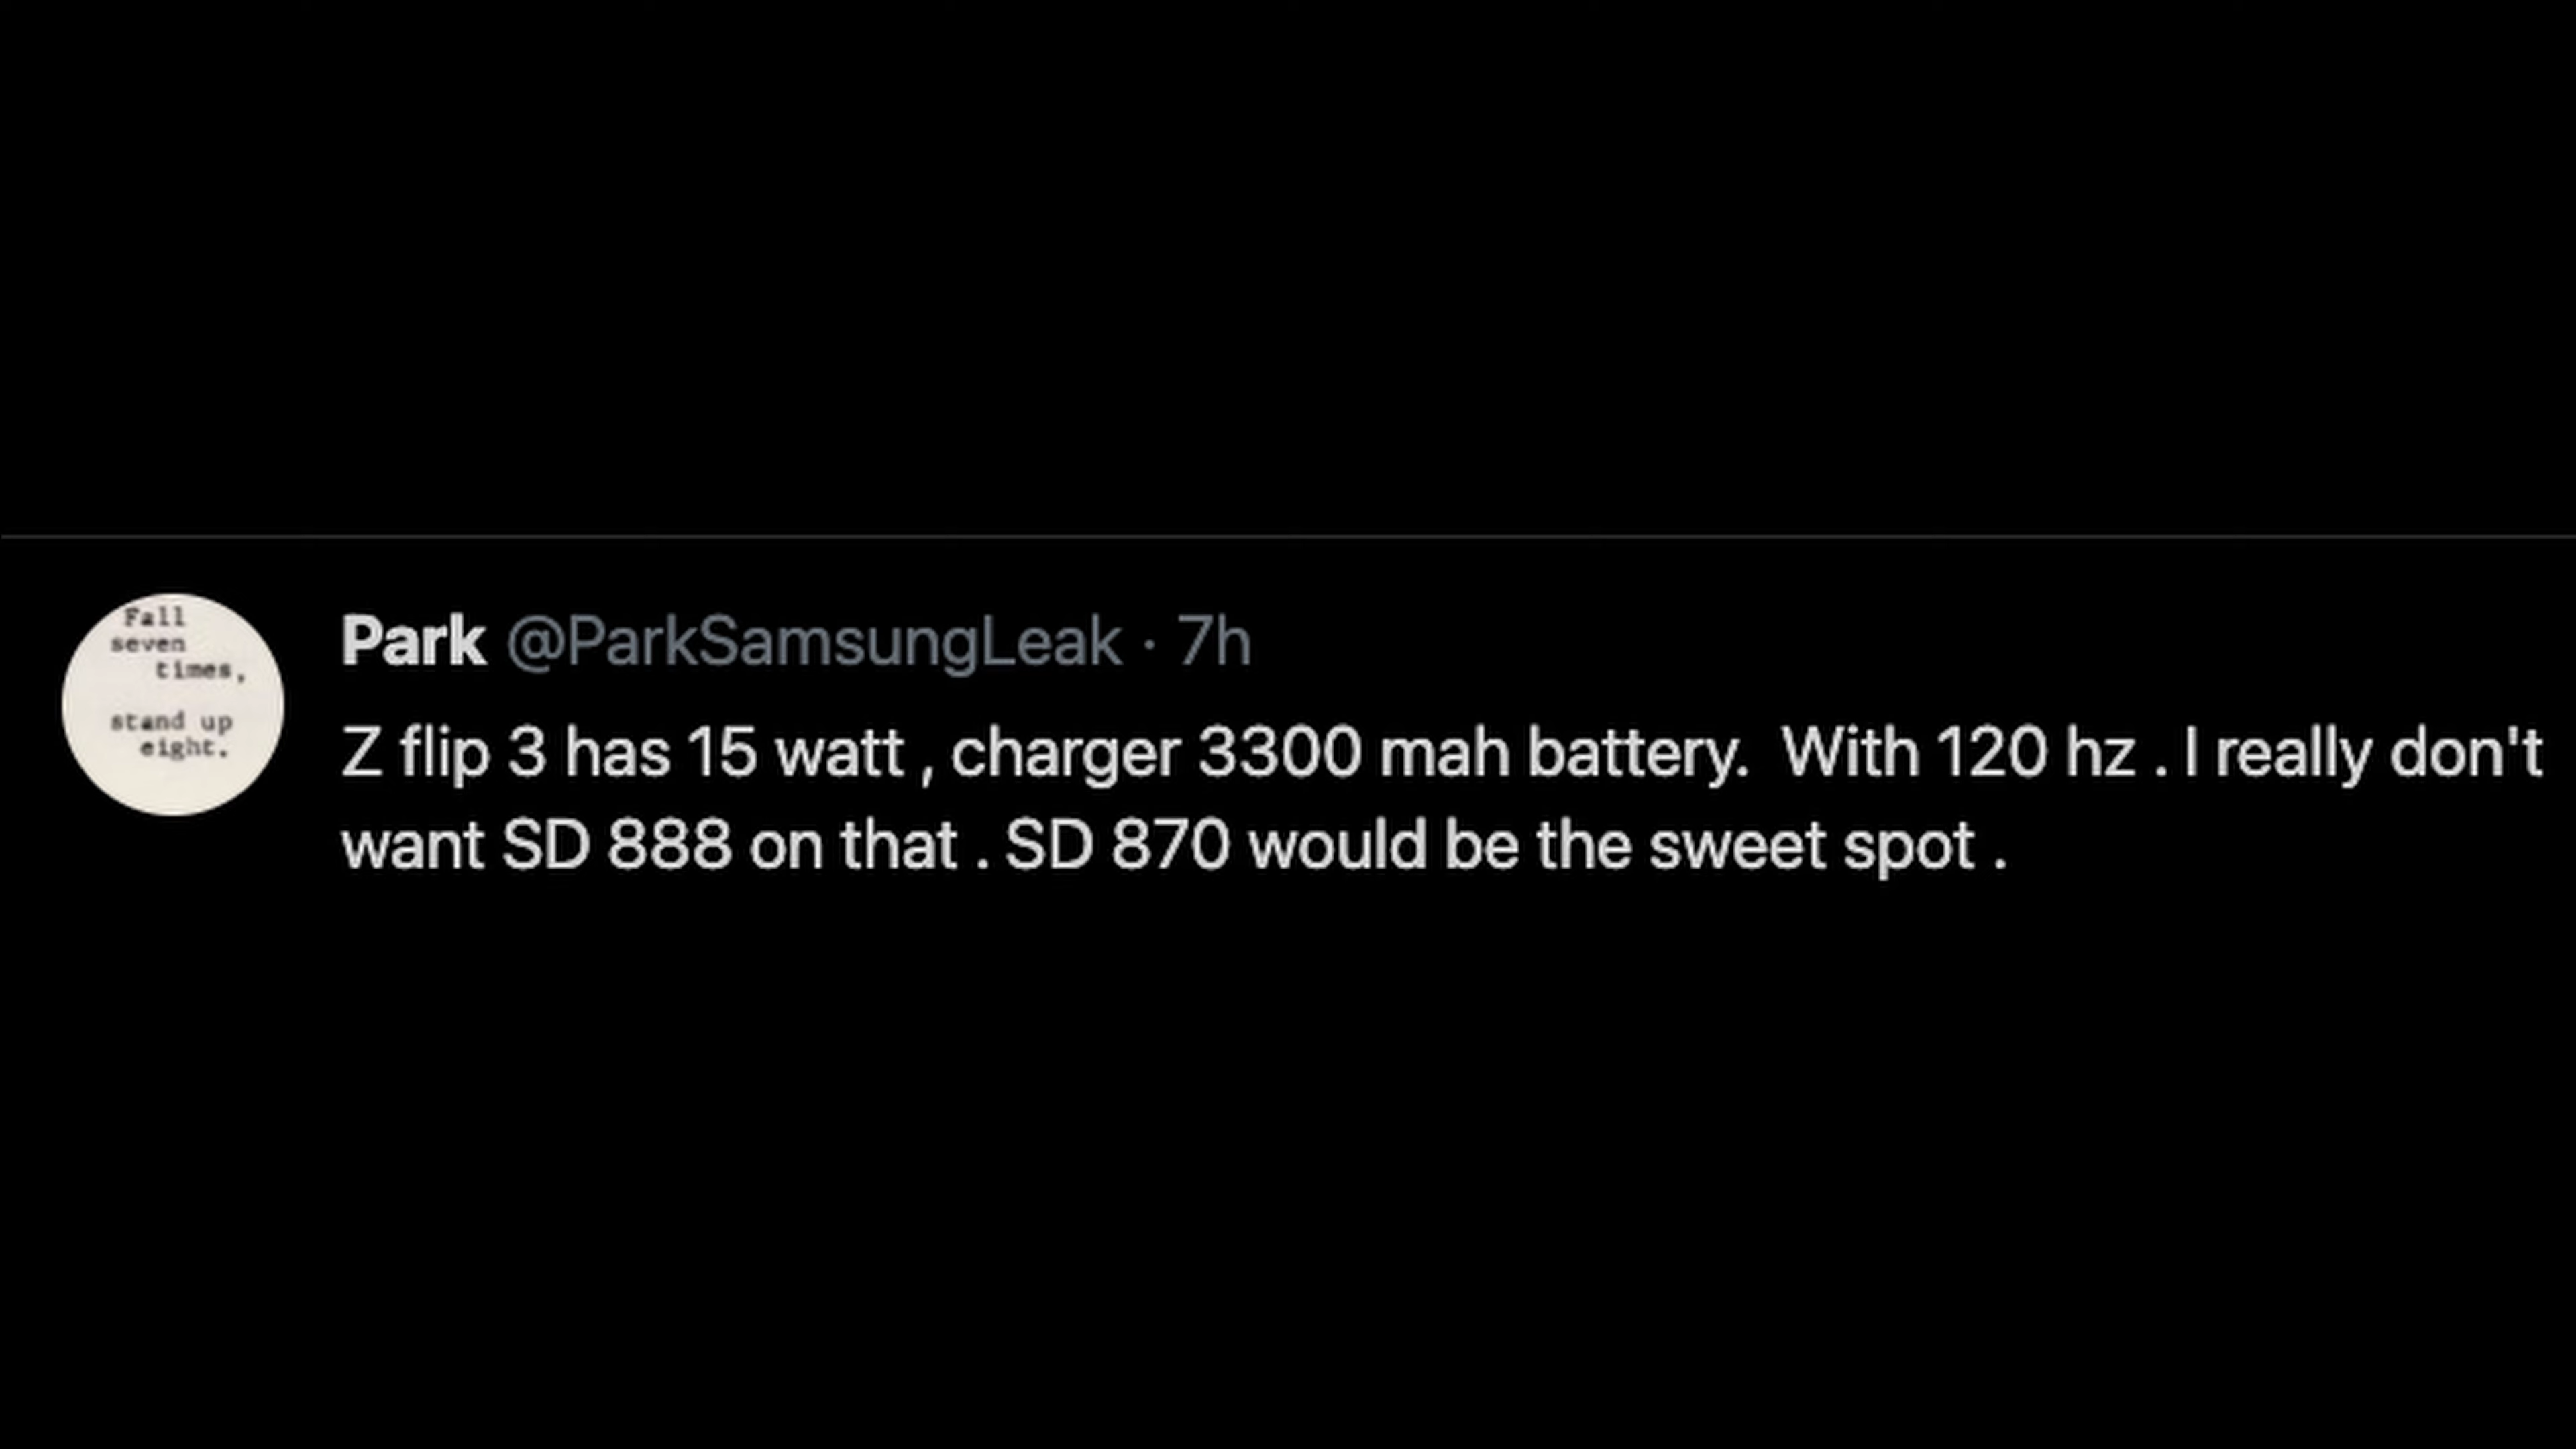 Fall
seven
times,
stand up
eight.
Park @ParkSamsungLeak · 7h
Z flip 3 has 15 watt , charger 3300 mah battery.  With 120 hz . I really don't
want SD 888 on that . SD 870 would be the sweet spot .